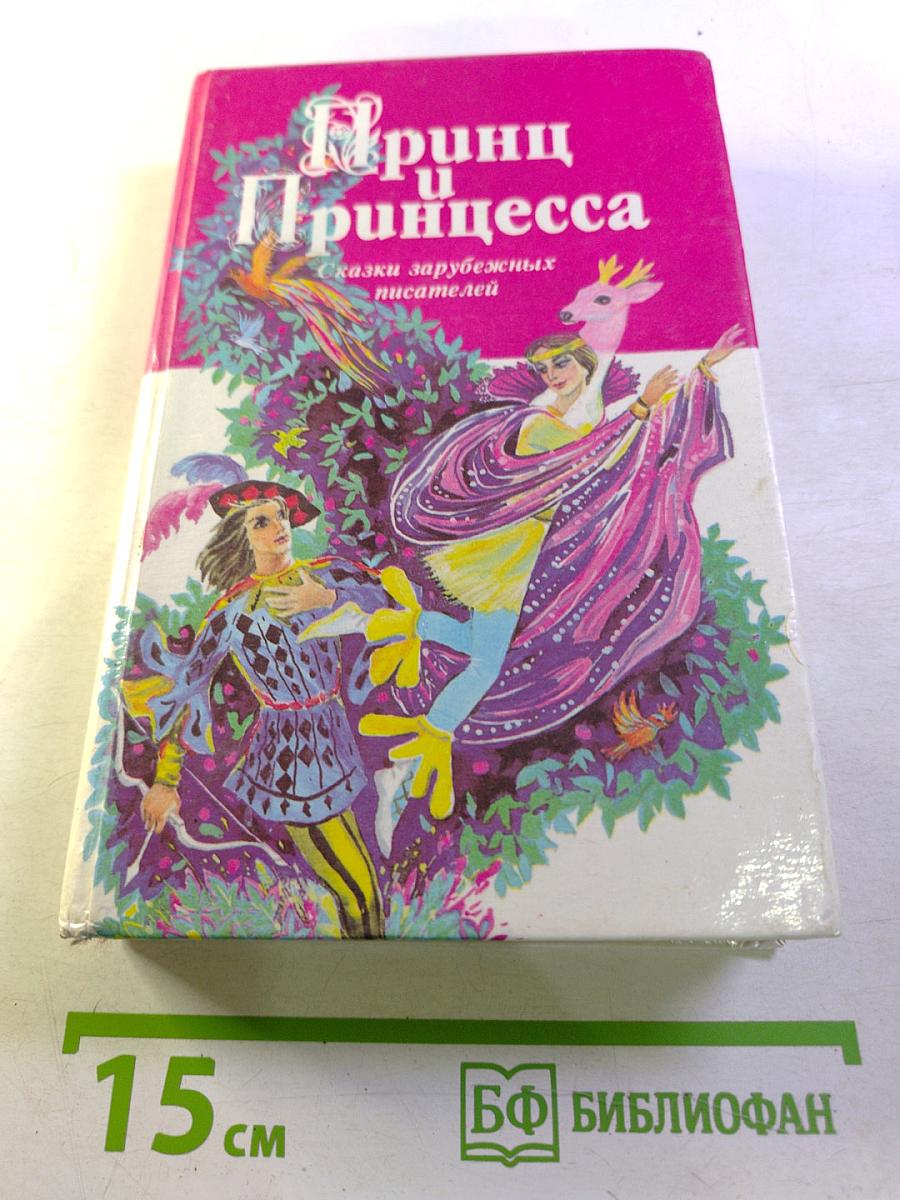 Принц
и
Принцесса
Сказки зарубежных
писателей
15 см
БФ БИБЛИОФАН